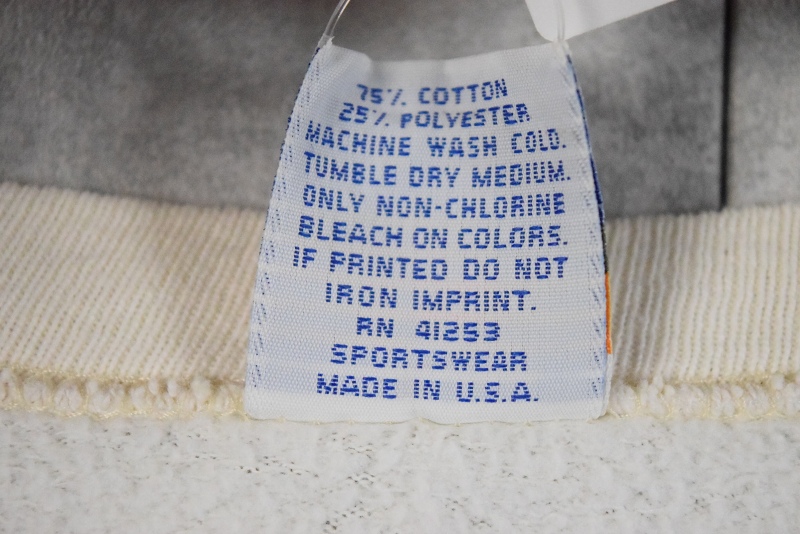 75% COTTON
25% POLYESTER
MACHINE WASH COLD.
TUMBLE DRY MEDIUM.
ONLY NON-CHLORINE
BLEACH ON COLORS.
IF PRINTED DO NOT
IRON IMPRINT.
RN 41253
SPORTSWEAR
MADE IN U.S.A.